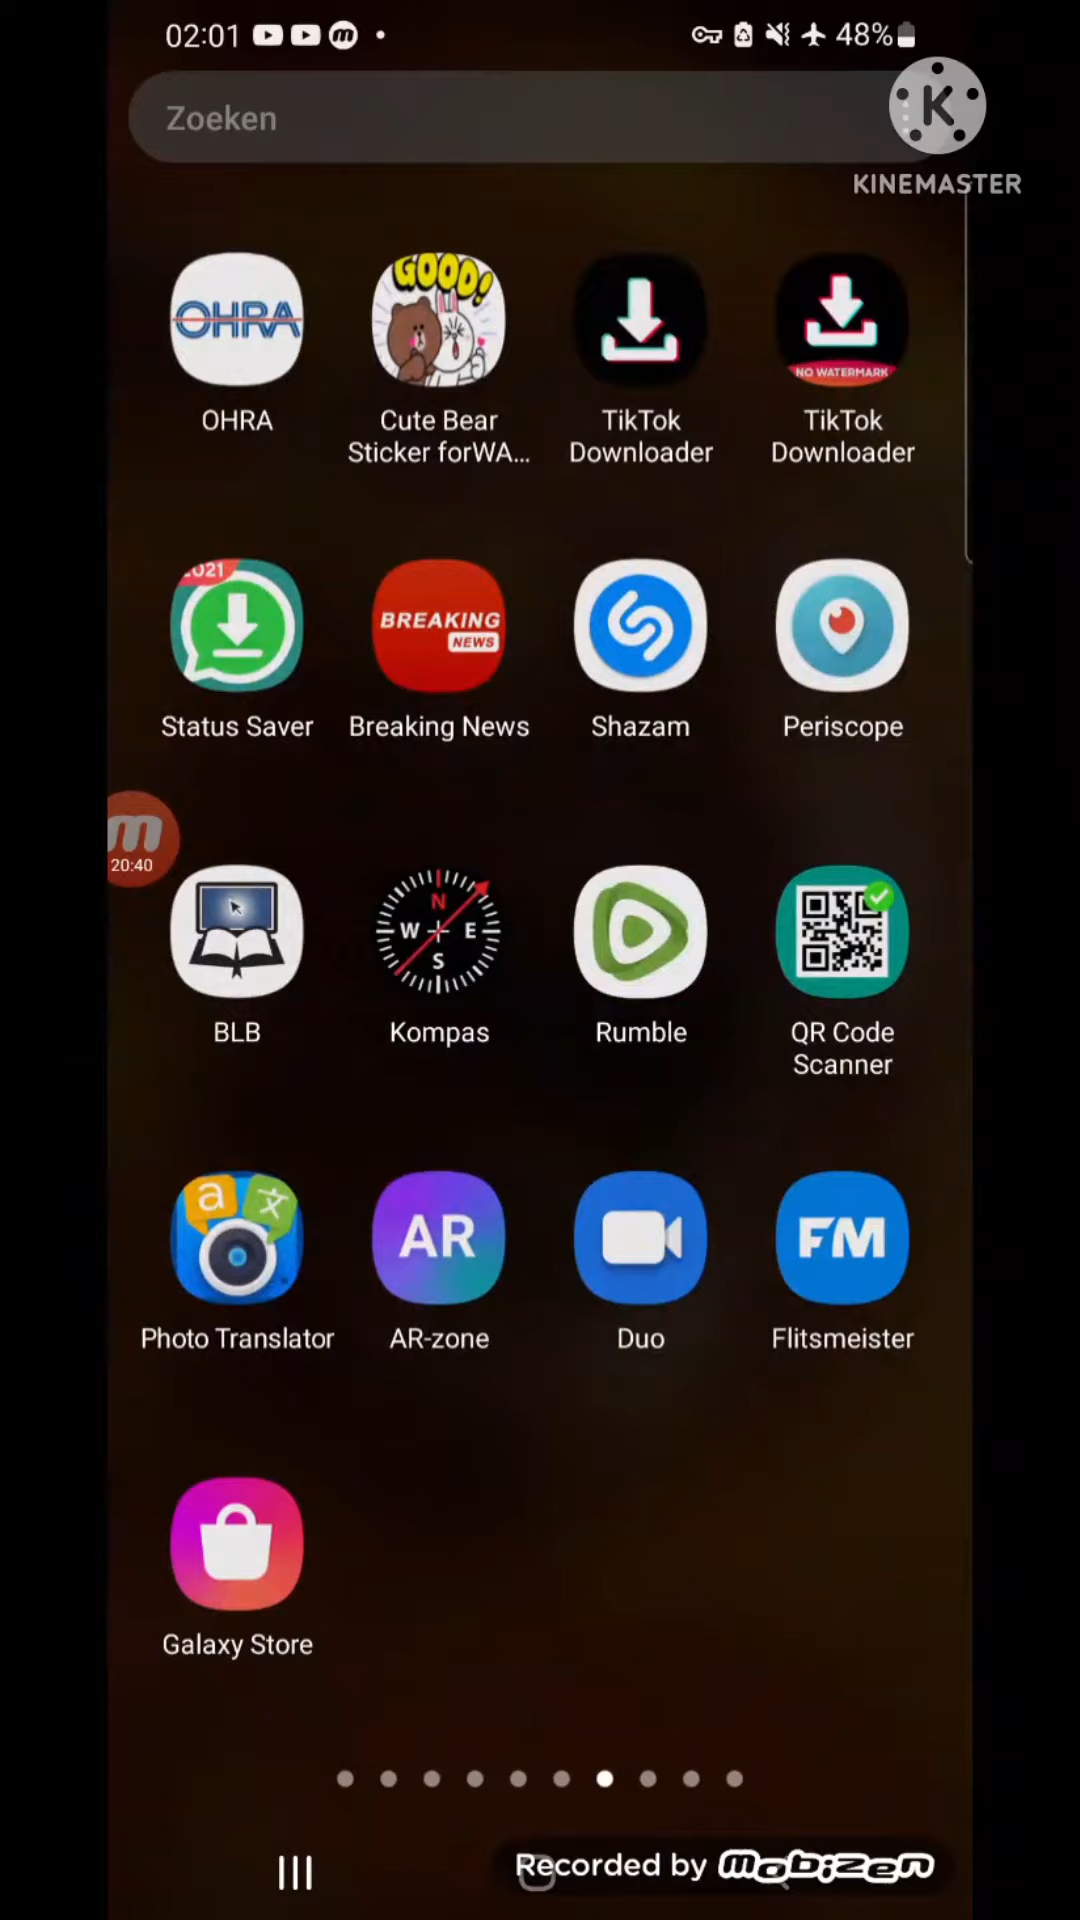 02:01
48%
Zoeken
K
KINEMASTER
OHRA
GOOD!
NO WATERMARK
OHRA
Cute Bear
Sticker forWA...
TikTok
Downloader
TikTok
Downloader
2021
BREAKING
NEWS
Status Saver
Breaking News
Shazam
Periscope
m
20:40
N
W
E
S
BLB
Kompas
Rumble
QR Code
Scanner
a
文
AR
FM
Photo Translator
AR-zone
Duo
Flitsmeister
Galaxy Store
Recorded by mobizen